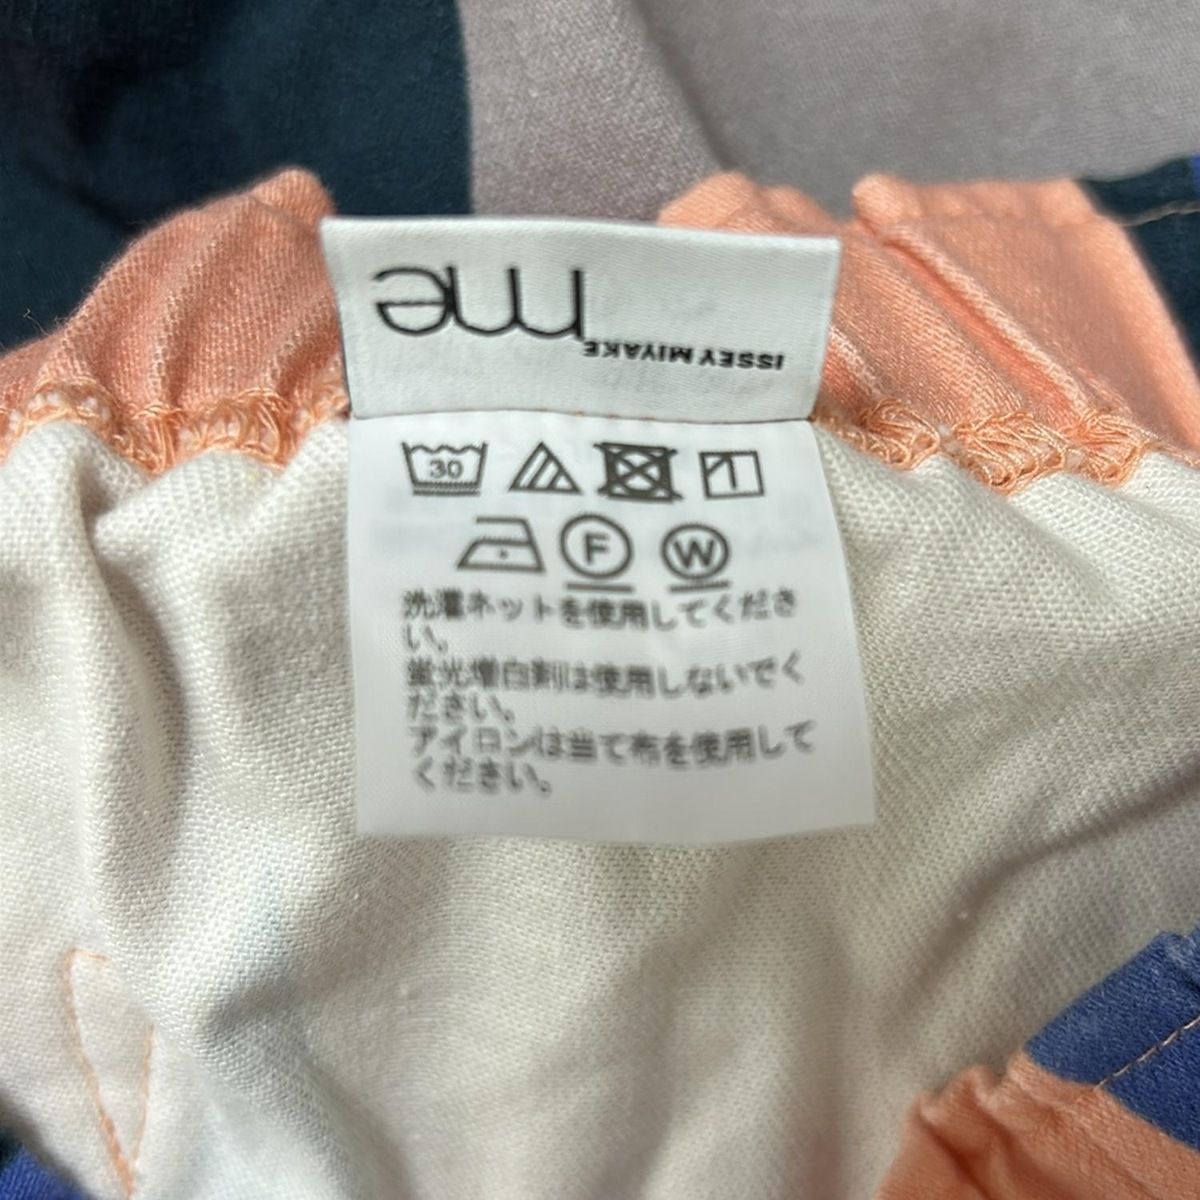 me
ISSEY MIYAKE
30
F W
洗濯ネットを使用してくださ
い。
蛍光増白剤は使用しないでく
ださい。
アイロンは当て布を使用して
ください。